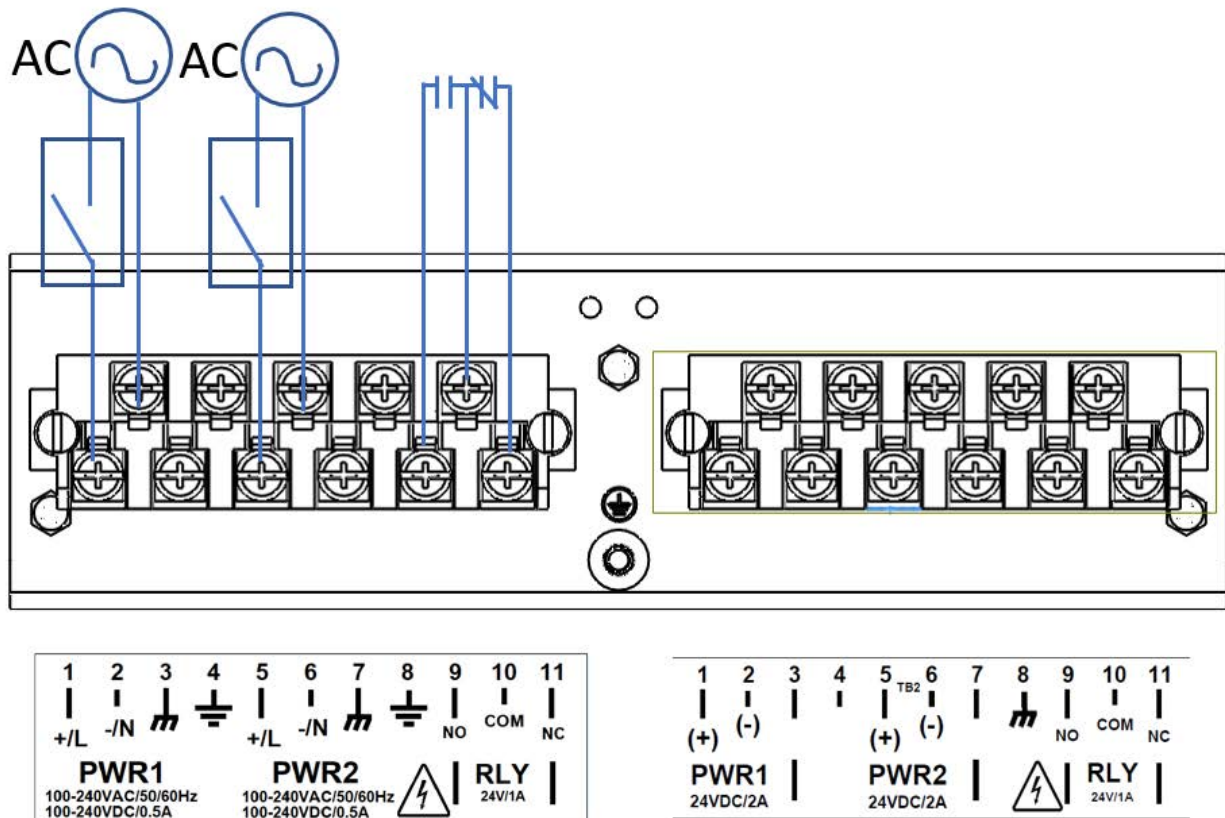 AC AC
1 2 3 4 5 6 7 8 9 10 11
+/L -/N +/L -/N NO COM NC
PWR1 PWR2 RLY
100-240VAC/50/60Hz 100-240VAC/50/60Hz 24V/1A
100-240VDC/0.5A 100-240VDC/0.5A
1 2 3 4 5 TB2 6 7 8 9 10 11
(+) (-) (+) (-) NO COM NC
PWR1 PWR2 RLY
24VDC/2A 24VDC/2A 24V/1A